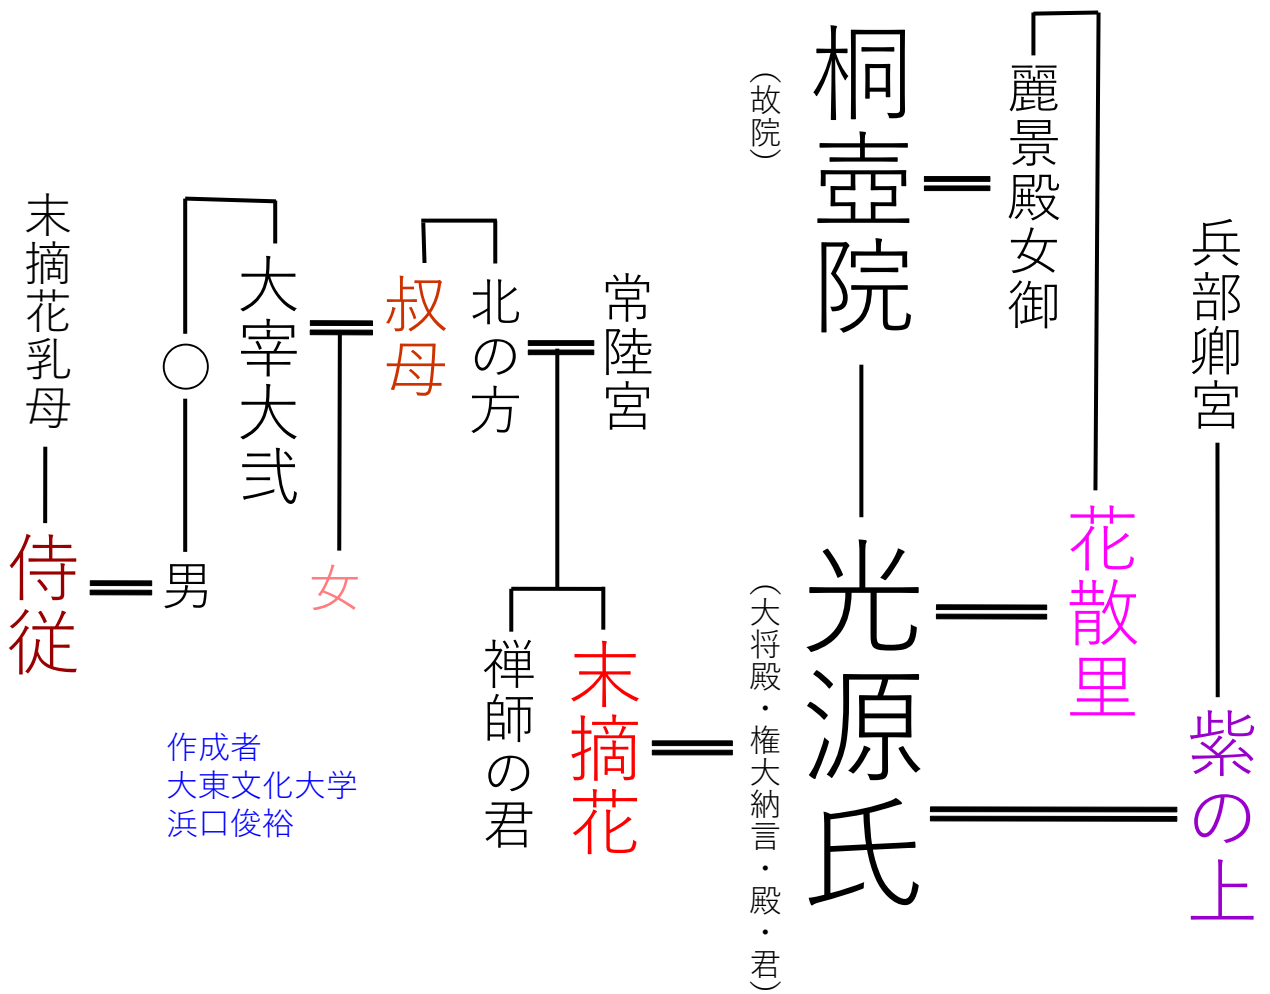 兵部卿宮
紫の上
麗景殿女御
花散里
桐壺院
(故院)
光源氏
(大将殿・権大納言・殿・君)
常陸宮
北の方
末摘花
禅師の君
叔母
女
大宰大弐
〇
男
末摘花乳母
侍従
作成者
大東文化大学
浜口俊裕